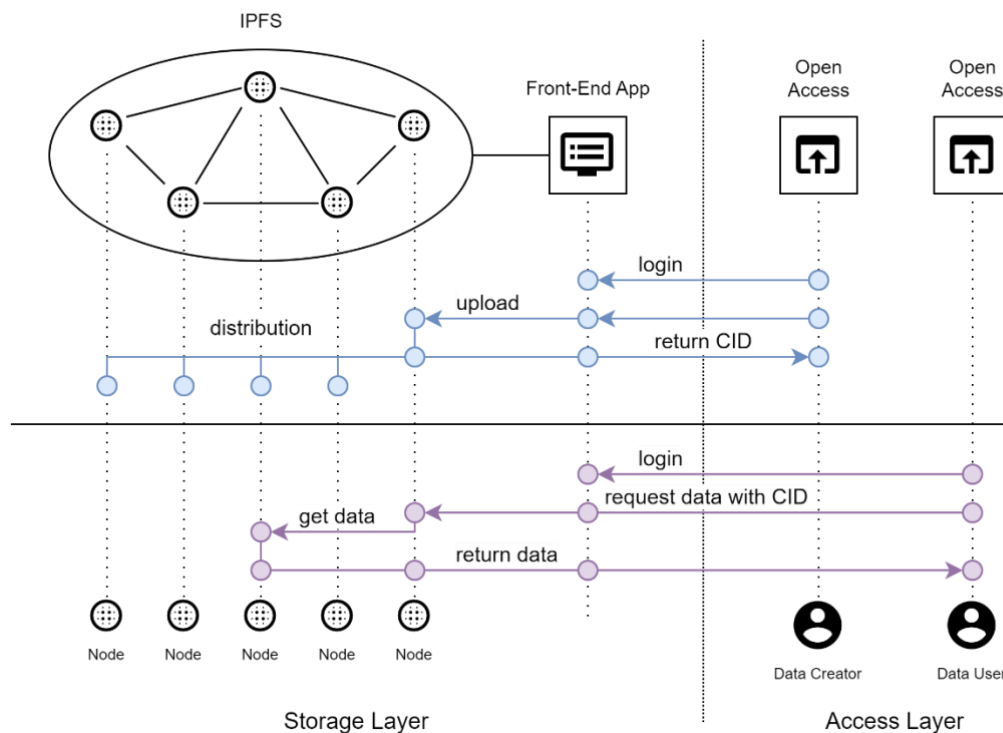 IPFS
Front-End App
Open
Access
Open
Access
login
upload
distribution
return CID
login
request data with CID
get data
return data
Node
Node
Node
Node
Node
Data Creator
Data User
Storage Layer
Access Layer